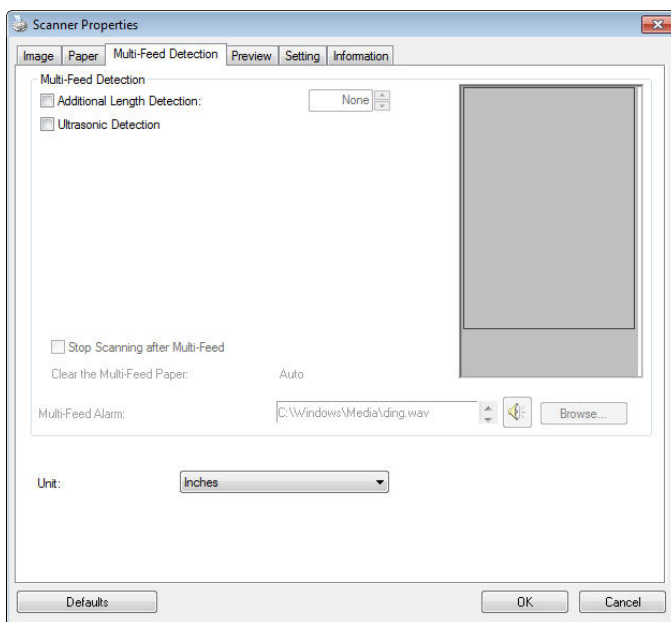 Scanner Properties
Image Paper Multi-Feed Detection Preview Setting Information
Multi-Feed Detection
Additional Length Detection: None
Ultrasonic Detection
Stop Scanning after Multi-Feed
Clear the Multi-Feed Paper: Auto
Multi-Feed Alarm: C:\Windows\Media\ding.wav Browse...
Unit: Inches
Defaults OK Cancel